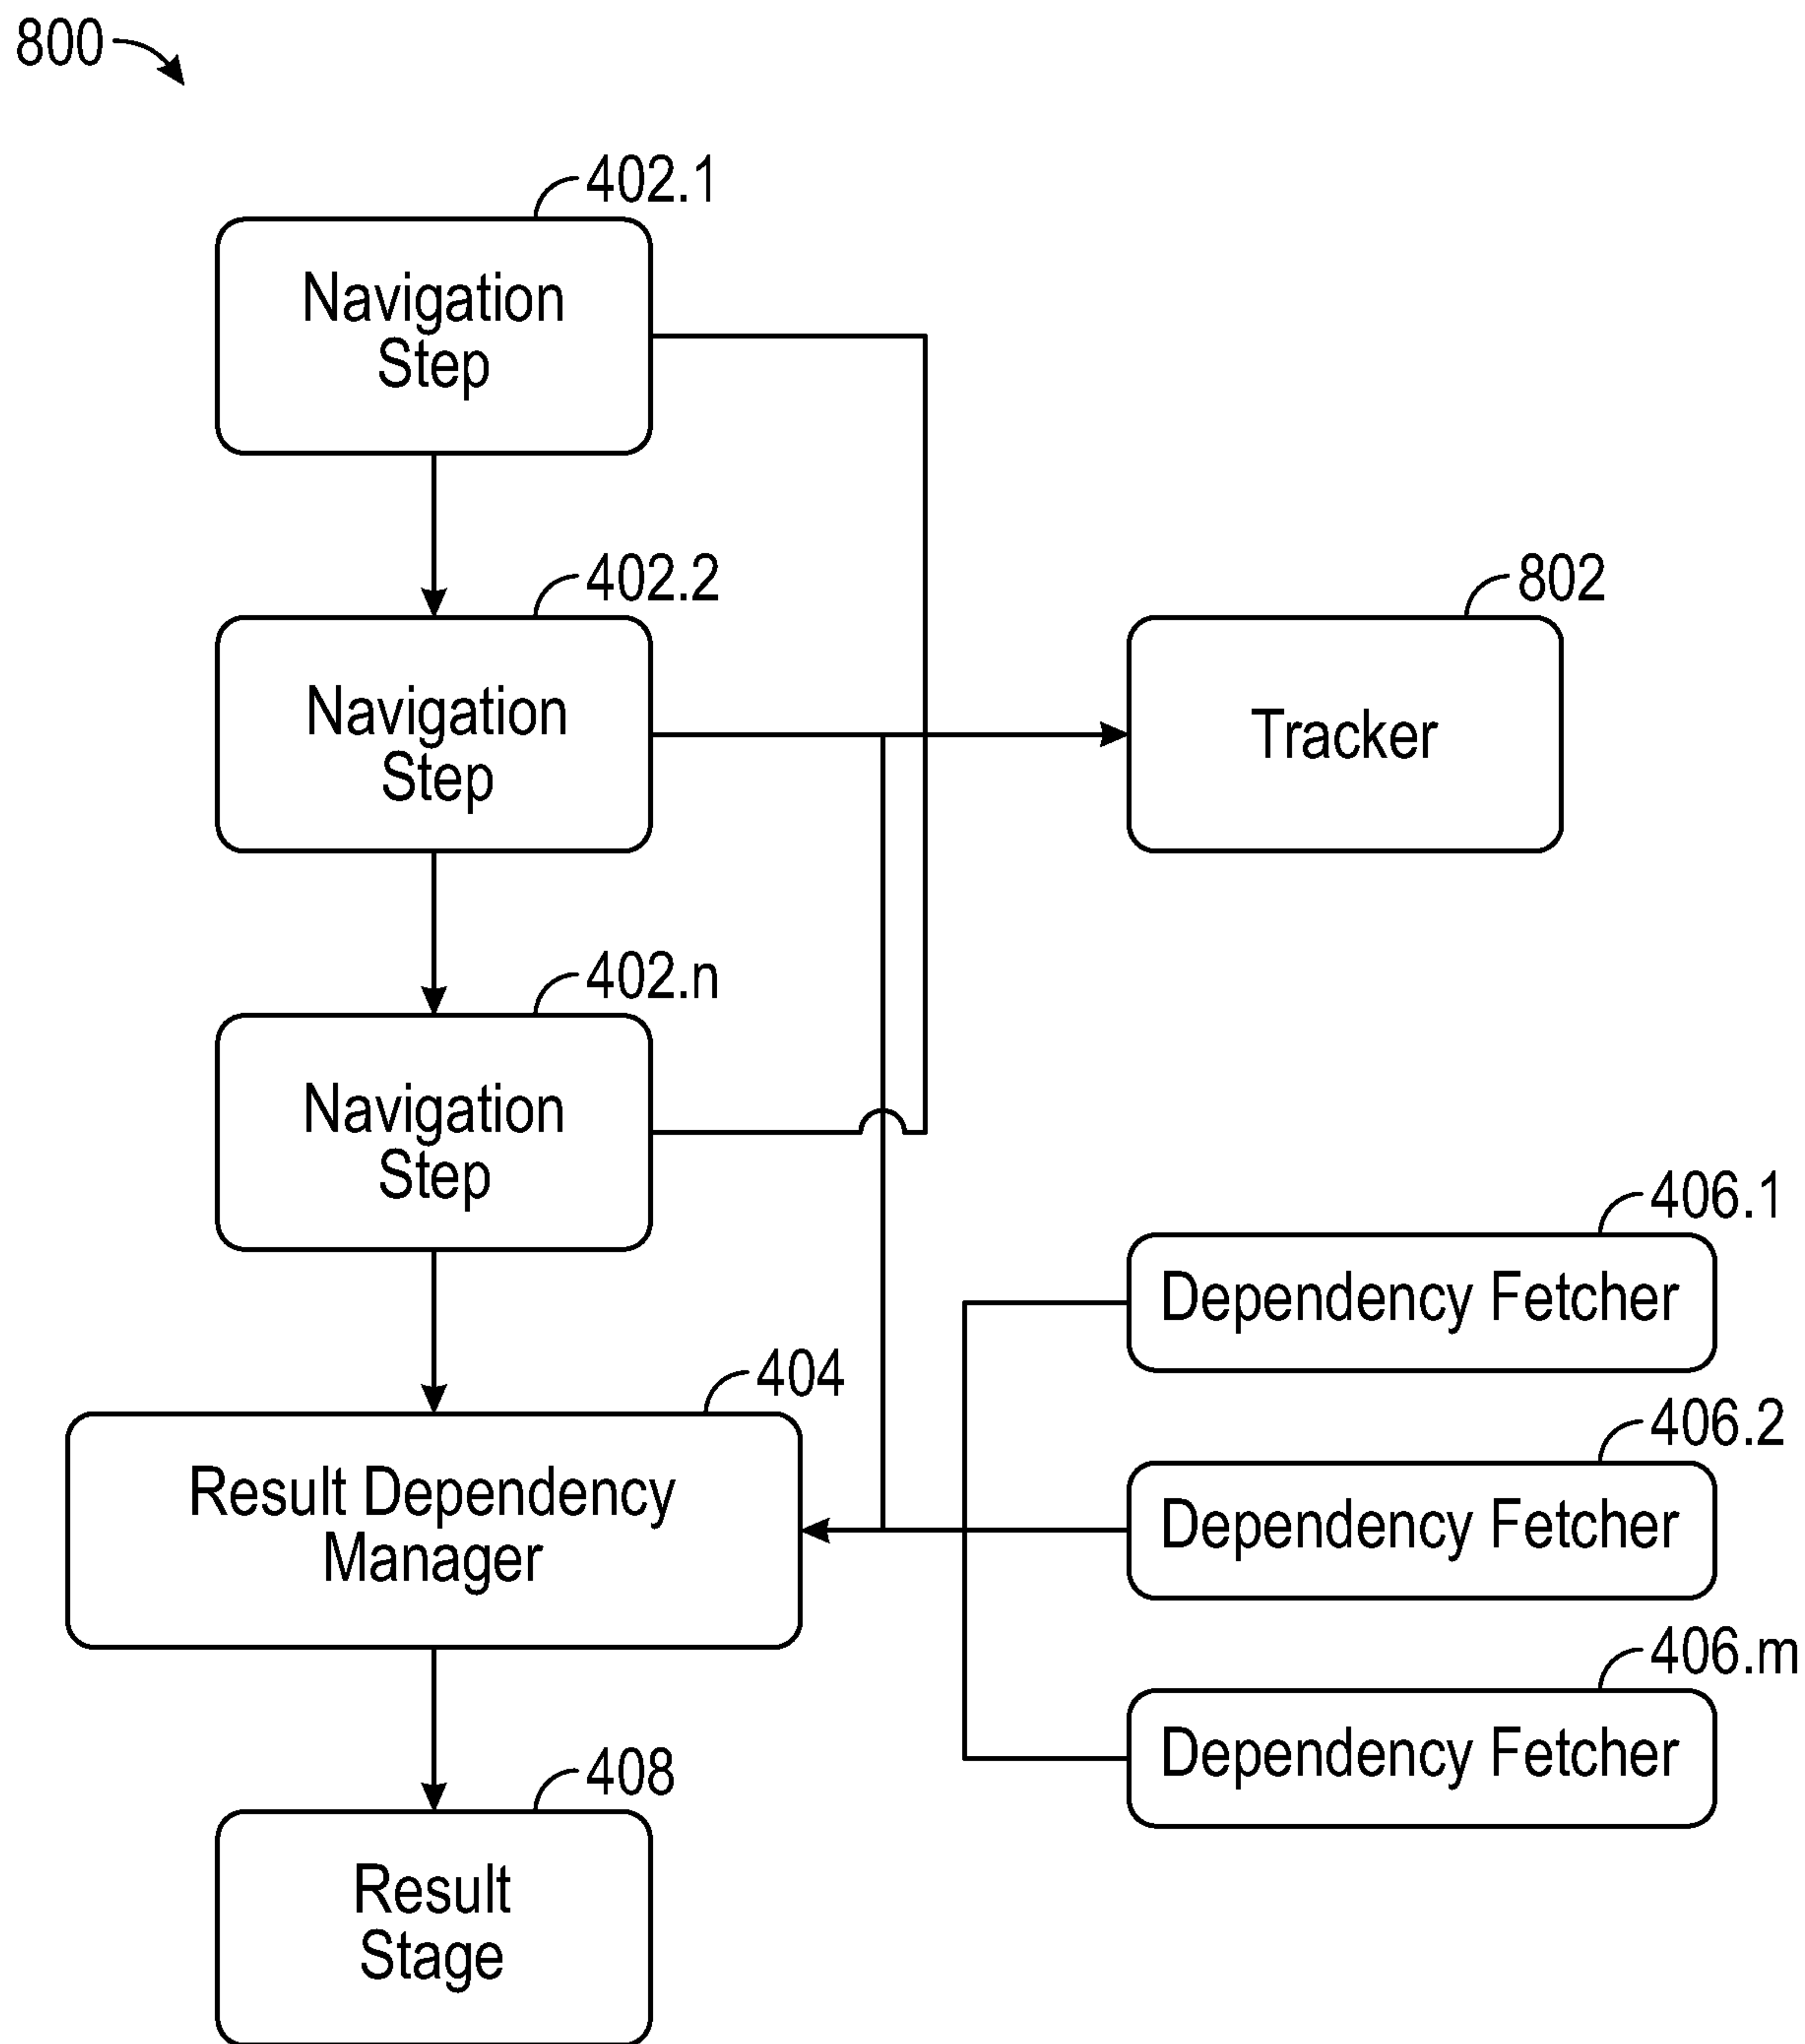 800
402.1
Navigation
Step
402.2
Navigation
Step
802
Tracker
402.n
Navigation
Step
406.1
Dependency Fetcher
404
Result Dependency
Manager
406.2
Dependency Fetcher
406.m
Dependency Fetcher
408
Result
Stage